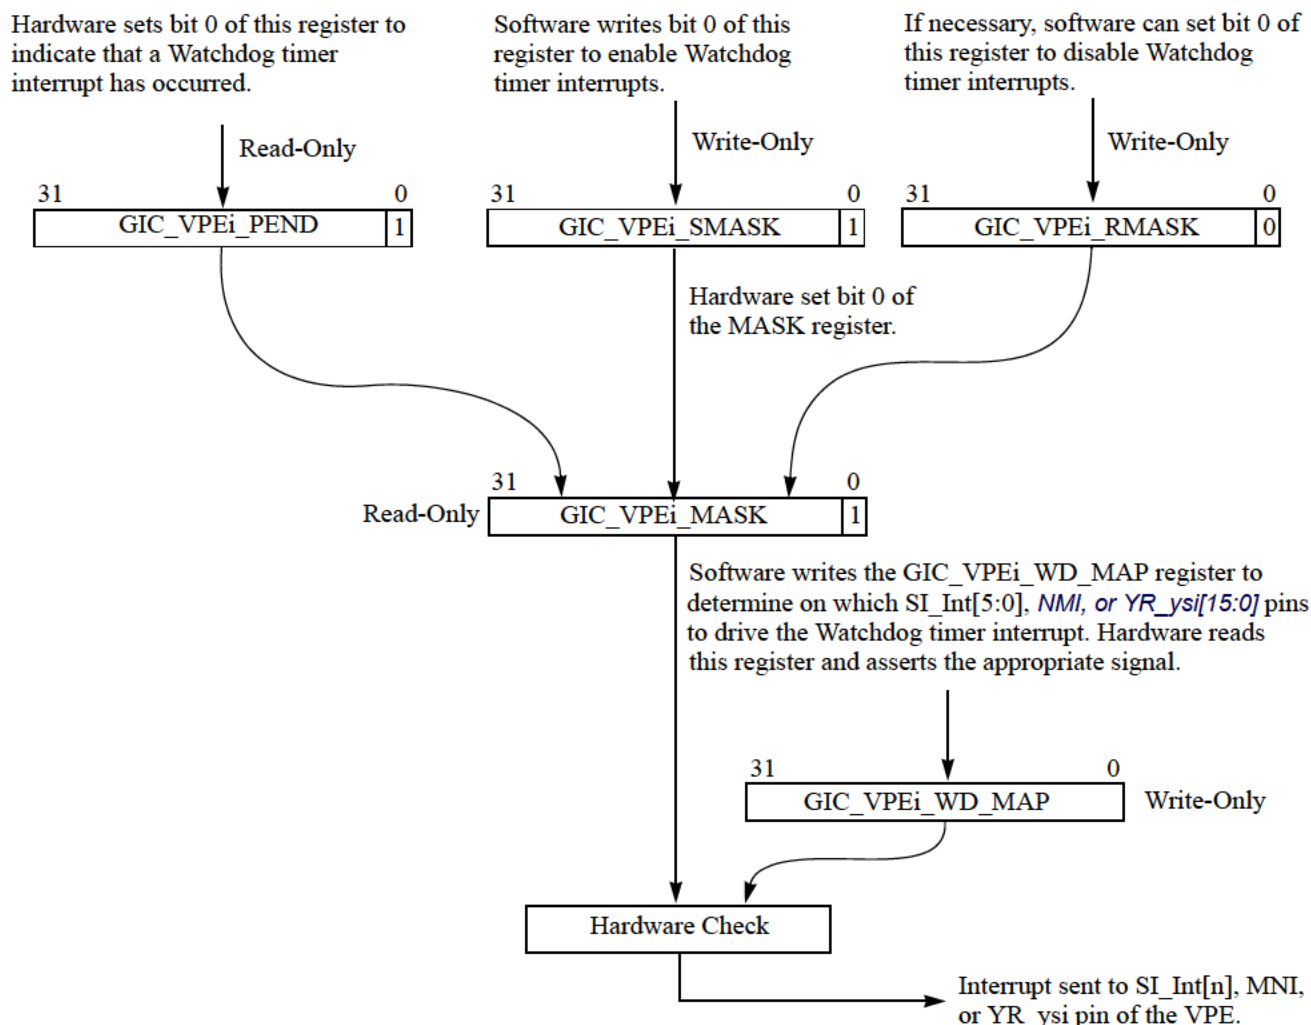 Hardware sets bit 0 of this register to
indicate that a Watchdog timer
interrupt has occurred.
Software writes bit 0 of this
register to enable Watchdog
timer interrupts.
If necessary, software can set bit 0 of
this register to disable Watchdog
timer interrupts.
Read-Only
Write-Only
Write-Only
31 0
GIC_VPEi_PEND 1
31 0
GIC_VPEi_SMASK 1
31 0
GIC_VPEi_RMASK 0
Hardware set bit 0 of
the MASK register.
31 0
Read-Only GIC_VPEi_MASK 1
Software writes the GIC_VPEi_WD_MAP register to
determine on which SI_Int[5:0], NMI, or YR_ysi[15:0] pins
to drive the Watchdog timer interrupt. Hardware reads
this register and asserts the appropriate signal.
31 0
GIC_VPEi_WD_MAP Write-Only
Hardware Check
Interrupt sent to SI_Int[n], MNI,
or YR_ysi pin of the VPE.